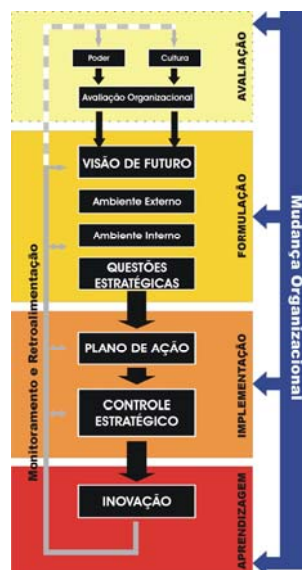 Poder
Cultura
Avaliação Organizacional
AVALIAÇÃO
VISÃO DE FUTURO
Ambiente Externo
Ambiente Interno
QUESTÕES
ESTRATÉGICAS
FORMULAÇÃO
PLANO DE AÇÃO
CONTROLE
ESTRATÉGICO
IMPLEMENTAÇÃO
INOVAÇÃO
APRENDIZAGEM
Monitoramento e Retroalimentação
Mudança Organizacional